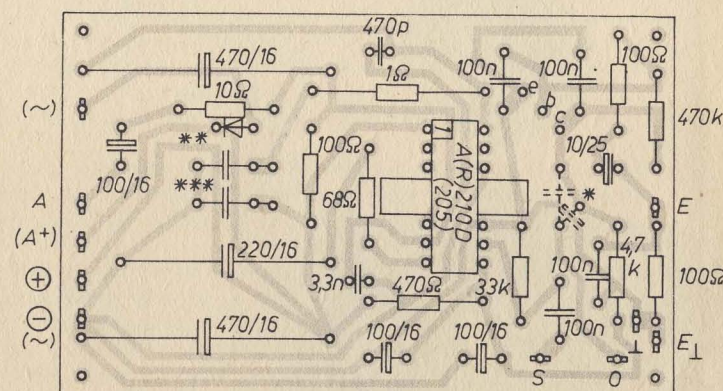 470p
470/16
1Ω
100n
100n
100Ω
e
b
c
470k
(~)
10Ω
**
100/16
***
100Ω
68Ω
1
A(R)210D
(205)
10/25
*
A
E
(A+)
220/16
+
3,3n
470Ω
33k
100n
4,7
k
100Ω
−
(~)
470/16
100/16
100/16
100n
⊥
E⊥
S
O